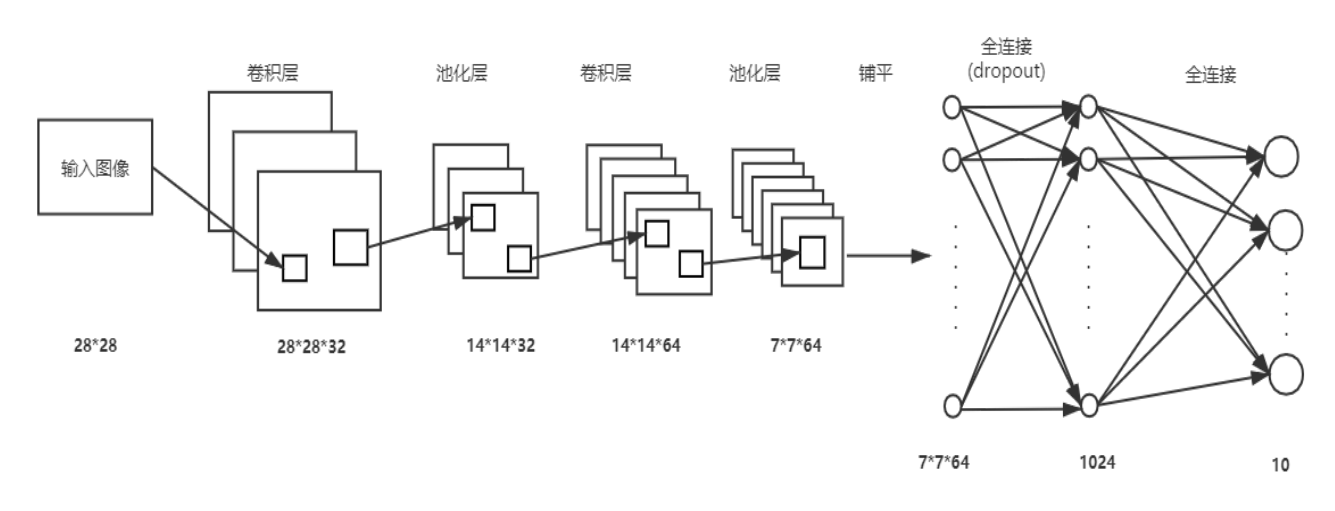 卷积层
池化层
卷积层
池化层
铺平
全连接
(dropout)
全连接
输入图像
28*28
28*28*32
14*14*32
14*14*64
7*7*64
7*7*64
1024
10